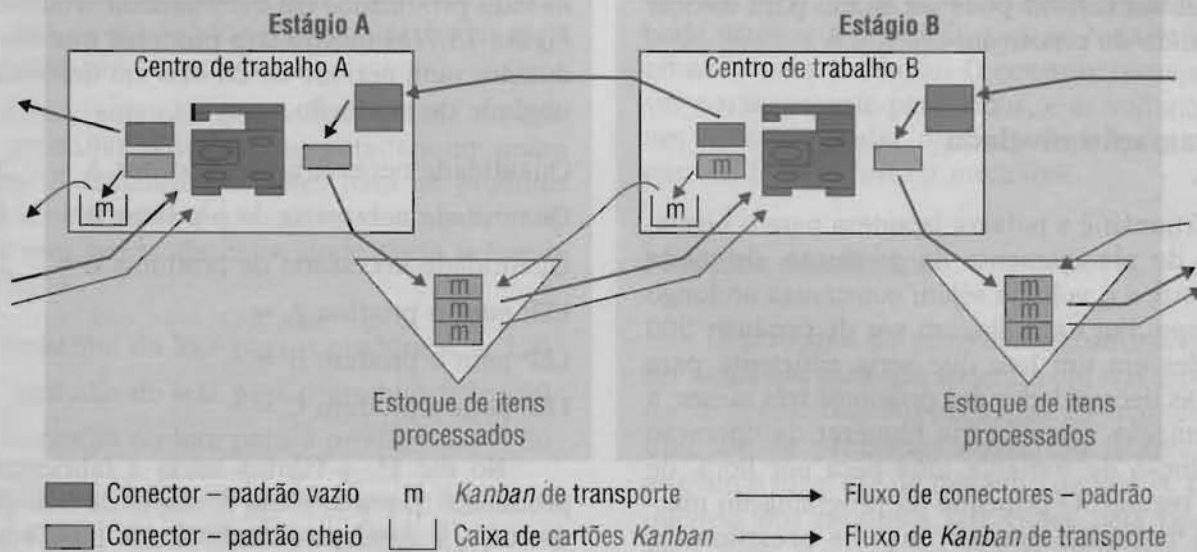 Estágio A
Centro de trabalho A
m
m
m
m
Estoque de itens
processados
Estágio B
Centro de trabalho B
m
m
m
m
m
Estoque de itens
processados
Conector – padrão vazio
m Kanban de transporte
Fluxo de conectores – padrão
Conector – padrão cheio
Caixa de cartões Kanban
Fluxo de Kanban de transporte